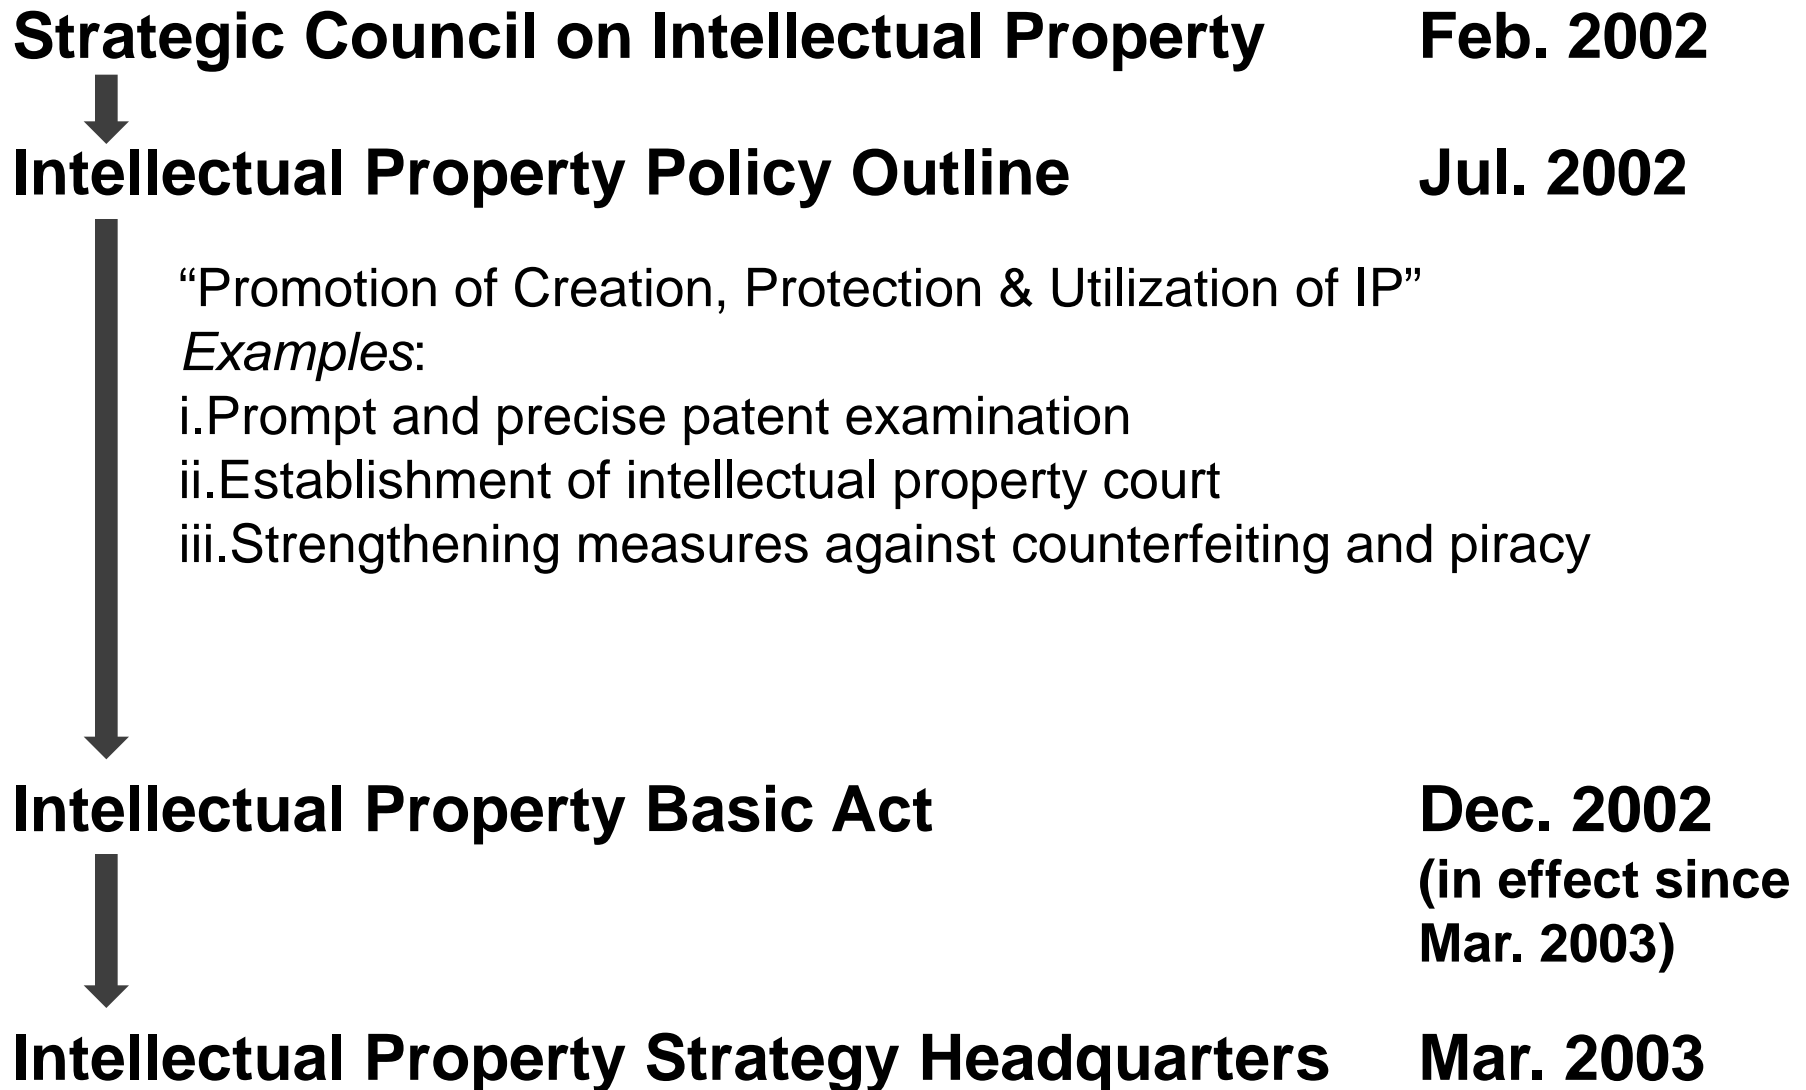 Strategic Council on Intellectual Property Feb. 2002
Intellectual Property Policy Outline Jul. 2002
“Promotion of Creation, Protection & Utilization of IP”
Examples:
i.Prompt and precise patent examination
ii.Establishment of intellectual property court
iii.Strengthening measures against counterfeiting and piracy
Intellectual Property Basic Act Dec. 2002
(in effect since
Mar. 2003)
Intellectual Property Strategy Headquarters Mar. 2003